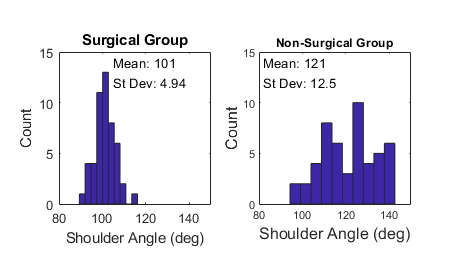 Surgical Group
Mean: 101
St Dev: 4.94
15
10
5
0
Count
80 100 120 140
Shoulder Angle (deg)
Non-Surgical Group
Mean: 121
St Dev: 12.5
15
10
5
0
Count
80 100 120 140
Shoulder Angle (deg)